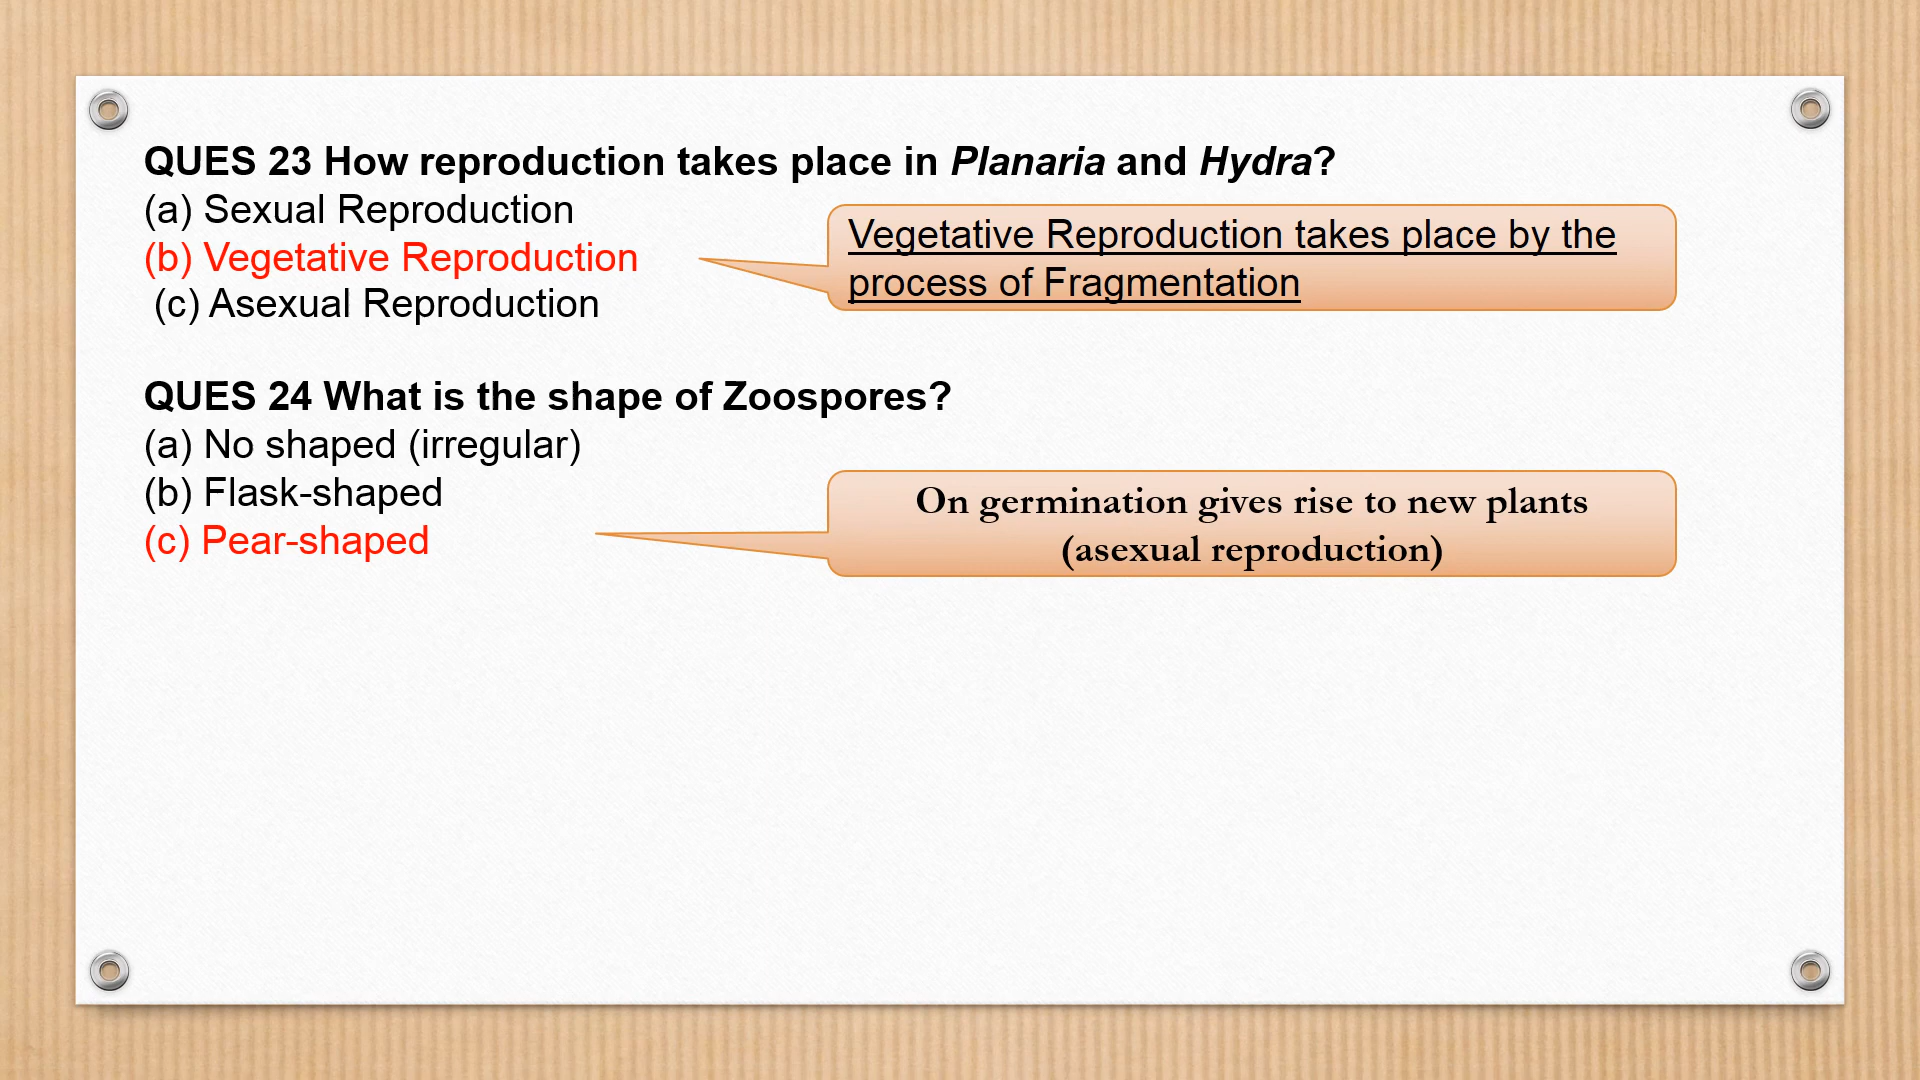 QUES 23 How reproduction takes place in Planaria and Hydra?
(a) Sexual Reproduction
(b) Vegetative Reproduction
(c) Asexual Reproduction
Vegetative Reproduction takes place by the
process of Fragmentation
QUES 24 What is the shape of Zoospores?
(a) No shaped (irregular)
(b) Flask-shaped
(c) Pear-shaped
On germination gives rise to new plants
(asexual reproduction)